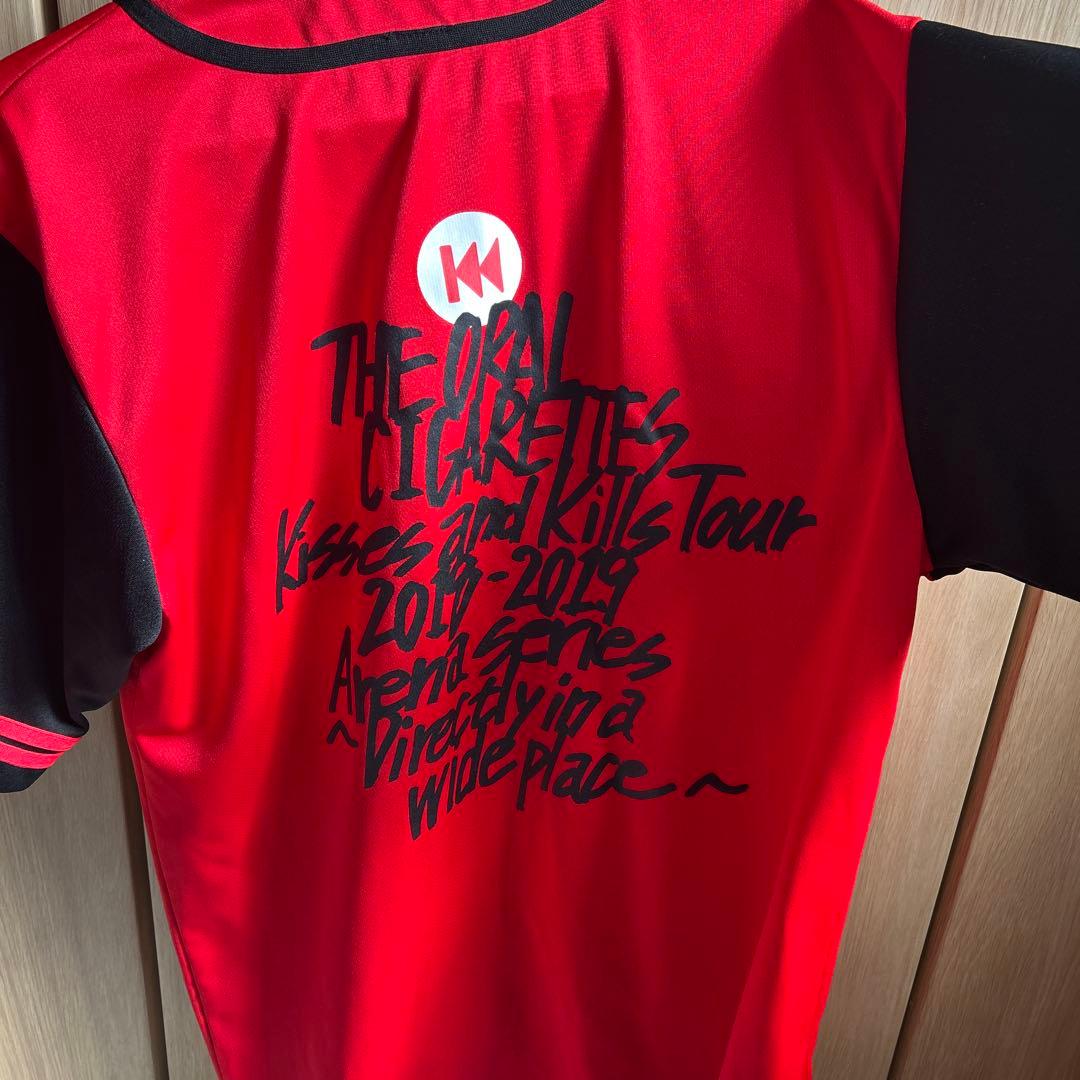 THE ORAL
CIGARETTES
Kisses and Kills Tour
2018-2019
Arena series
~Directly in a
wide place~